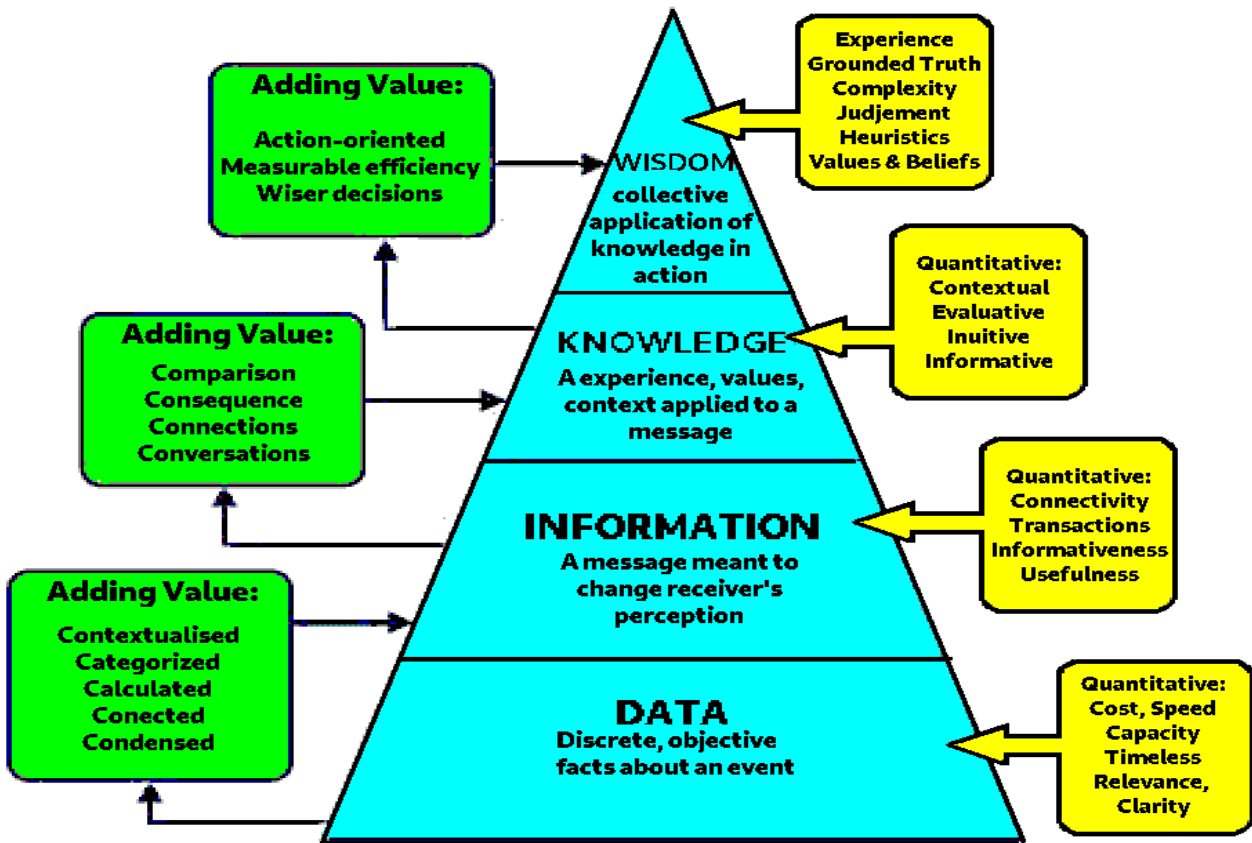 Adding Value:
Action-oriented
Measurable efficiency
Wiser decisions
Experience
Grounded Truth
Complexity
Judjement
Heuristics
Values & Beliefs
WISDOM
collective
application of
knowledge in
action
Adding Value:
Comparison
Consequence
Connections
Conversations
KNOWLEDGE
A experience, values,
context applied to a
message
Quantitative:
Contextual
Evaluative
Inuitive
Informative
INFORMATION
A message meant to
change receiver's
perception
Quantitative:
Connectivity
Transactions
Informativeness
Usefulness
Adding Value:
Contextualised
Categorized
Calculated
Conected
Condensed
DATA
Discrete, objective
facts about an event
Quantitative:
Cost, Speed
Capacity
Timeless
Relevance,
Clarity